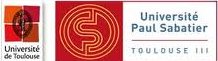 Université
de Toulouse
Université
Paul Sabatier
TOULOUSE III